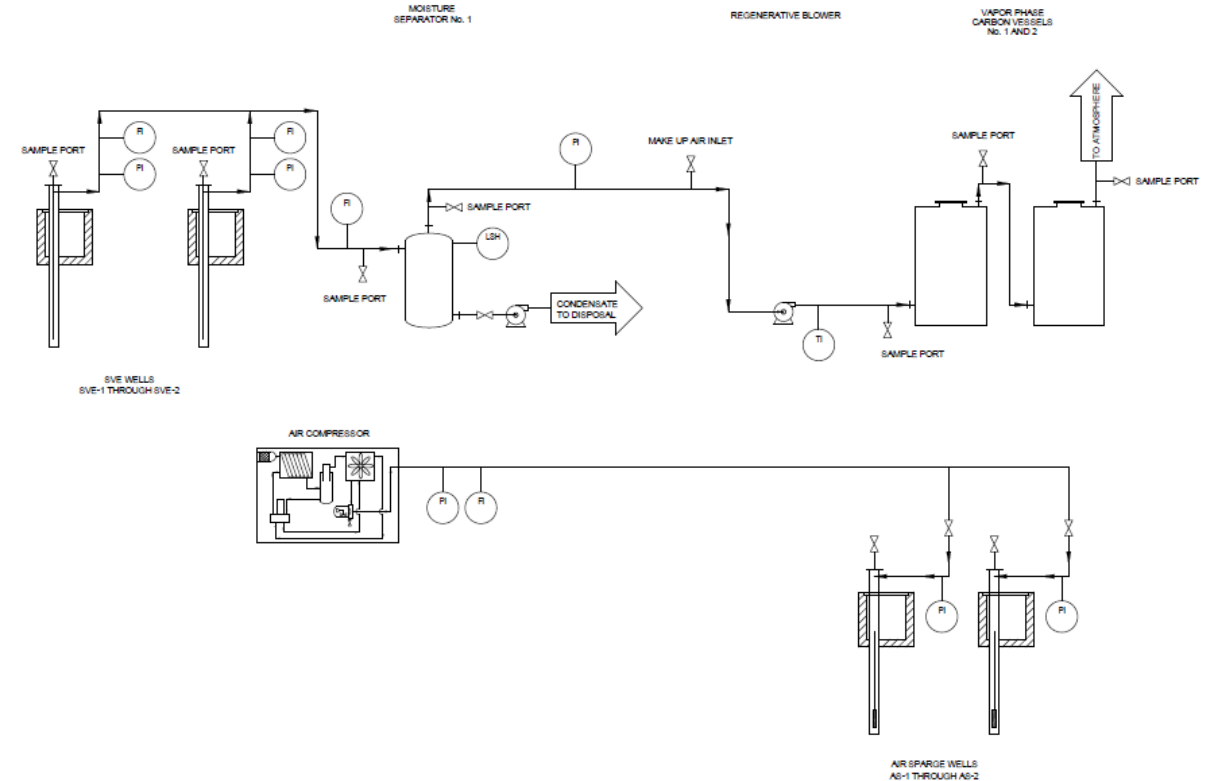 MOISTURE
SEPARATOR No. 1
REGENERATIVE BLOWER
VAPOR PHASE
CARBON VESSELS
No. 1 AND 2
TO ATMOSPHERE
SAMPLE PORT
SAMPLE PORT
FI
FI
PI
PI
FI
SAMPLE PORT
SAMPLE PORT
LSH
CONDENSATE
TO DISPOSAL
PI
MAKE UP AIR INLET
SAMPLE PORT
SAMPLE PORT
TI
SAMPLE PORT
SVE WELLS
SVE-1 THROUGH SVE-2
AIR COMPRESSOR
PI
FI
PI
PI
AIR SPARGE WELLS
AS-1 THROUGH AS-2